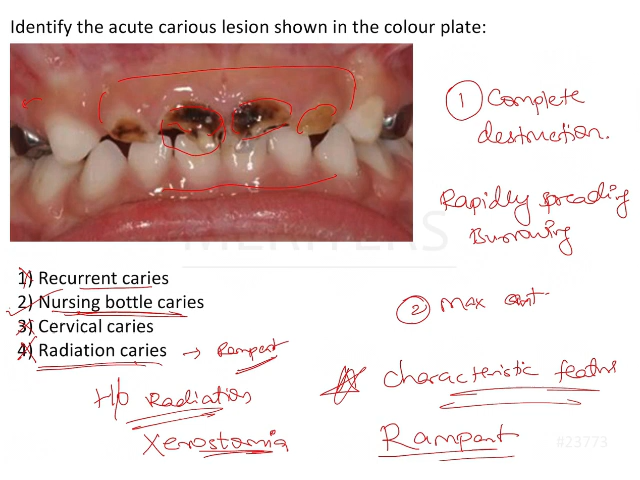 Identify the acute carious lesion shown in the colour plate:
① Complete
destruction.
Rapidly spreading
Burrowing
1) Recurrent caries
2) Nursing bottle caries
3) Cervical caries
4) Radiation caries → Rampant
② Max ant.
H/o Radiation
Xerostomia
Characteristic feature
Rampant
#23773